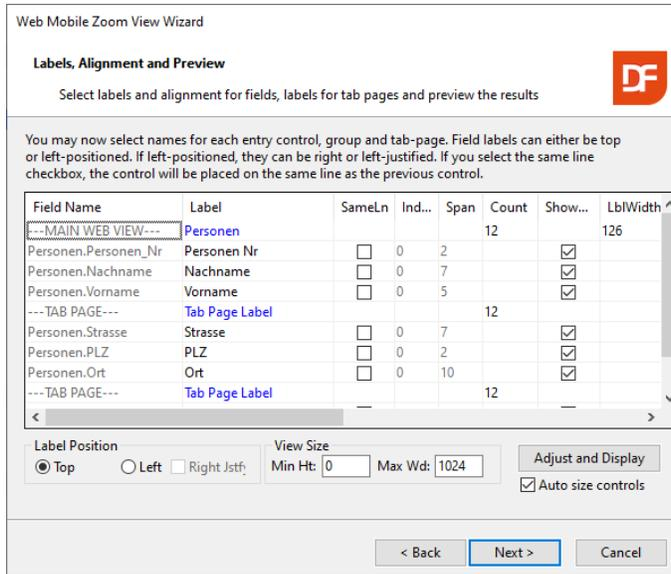 Web Mobile Zoom View Wizard
Labels, Alignment and Preview
Select labels and alignment for fields, labels for tab pages and preview the results
DF
You may now select names for each entry control, group and tab-page. Field labels can either be top
or left-positioned. If left-positioned, they can be right or left-justified. If you select the same line
checkbox, the control will be placed on the same line as the previous control.
Field Name Label SameLn Ind... Span Count Show... LblWidth
---MAIN WEB VIEW--- Personen 12 126
Personen.Personen_Nr Personen Nr 0 2
Personen.Nachname Nachname 0 7
Personen.Vorname Vorname 0 5
---TAB PAGE--- Tab Page Label 12
Personen.Strasse Strasse 0 7
Personen.PLZ PLZ 0 2
Personen.Ort Ort 0 10
---TAB PAGE--- Tab Page Label 12
Label Position View Size
Top Left Right Jstfy Min Ht: 0 Max Wd: 1024 Adjust and Display
Auto size controls
< Back Next > Cancel